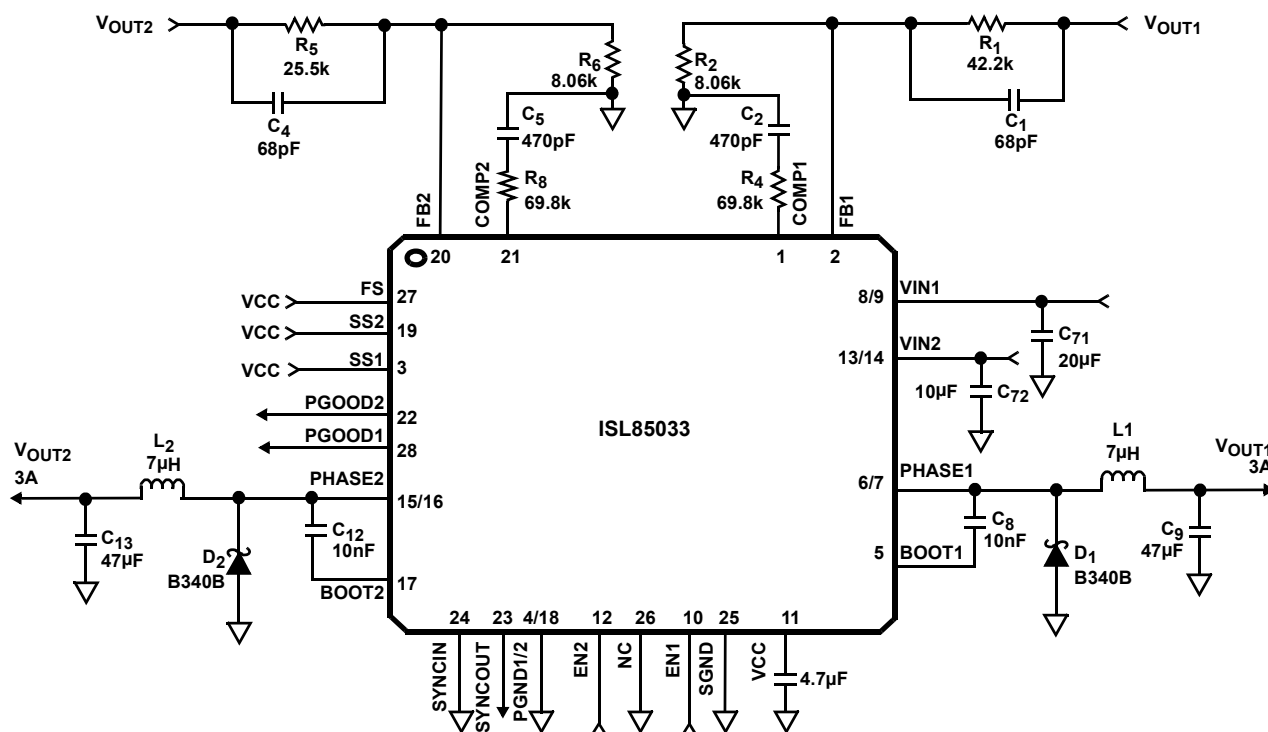 VOUT2
R5
25.5k
C4
68pF
R6
8.06k
R2
8.06k
R1
42.2k
VOUT1
C1
68pF
C5
470pF
C2
470pF
R8
69.8k
R4
69.8k
FB2
COMP2
COMP1
FB1
20
21
1
2
VCC
FS
27
VCC
SS2
19
VCC
SS1
3
PGOOD2
22
PGOOD1
28
PHASE2
15/16
BOOT2
17
ISL85033
8/9
VIN1
C71
20µF
13/14
VIN2
10µF
C72
6/7
PHASE1
5
BOOT1
VOUT2
3A
L2
7µH
C13
47µF
D2
B340B
C12
10nF
L1
7µH
VOUT1
3A
C8
10nF
D1
B340B
C9
47µF
24
23
4/18
12
26
10
25
11
SYNCIN
SYNCOUT
PGND1/2
EN2
NC
EN1
SGND
VCC
4.7µF